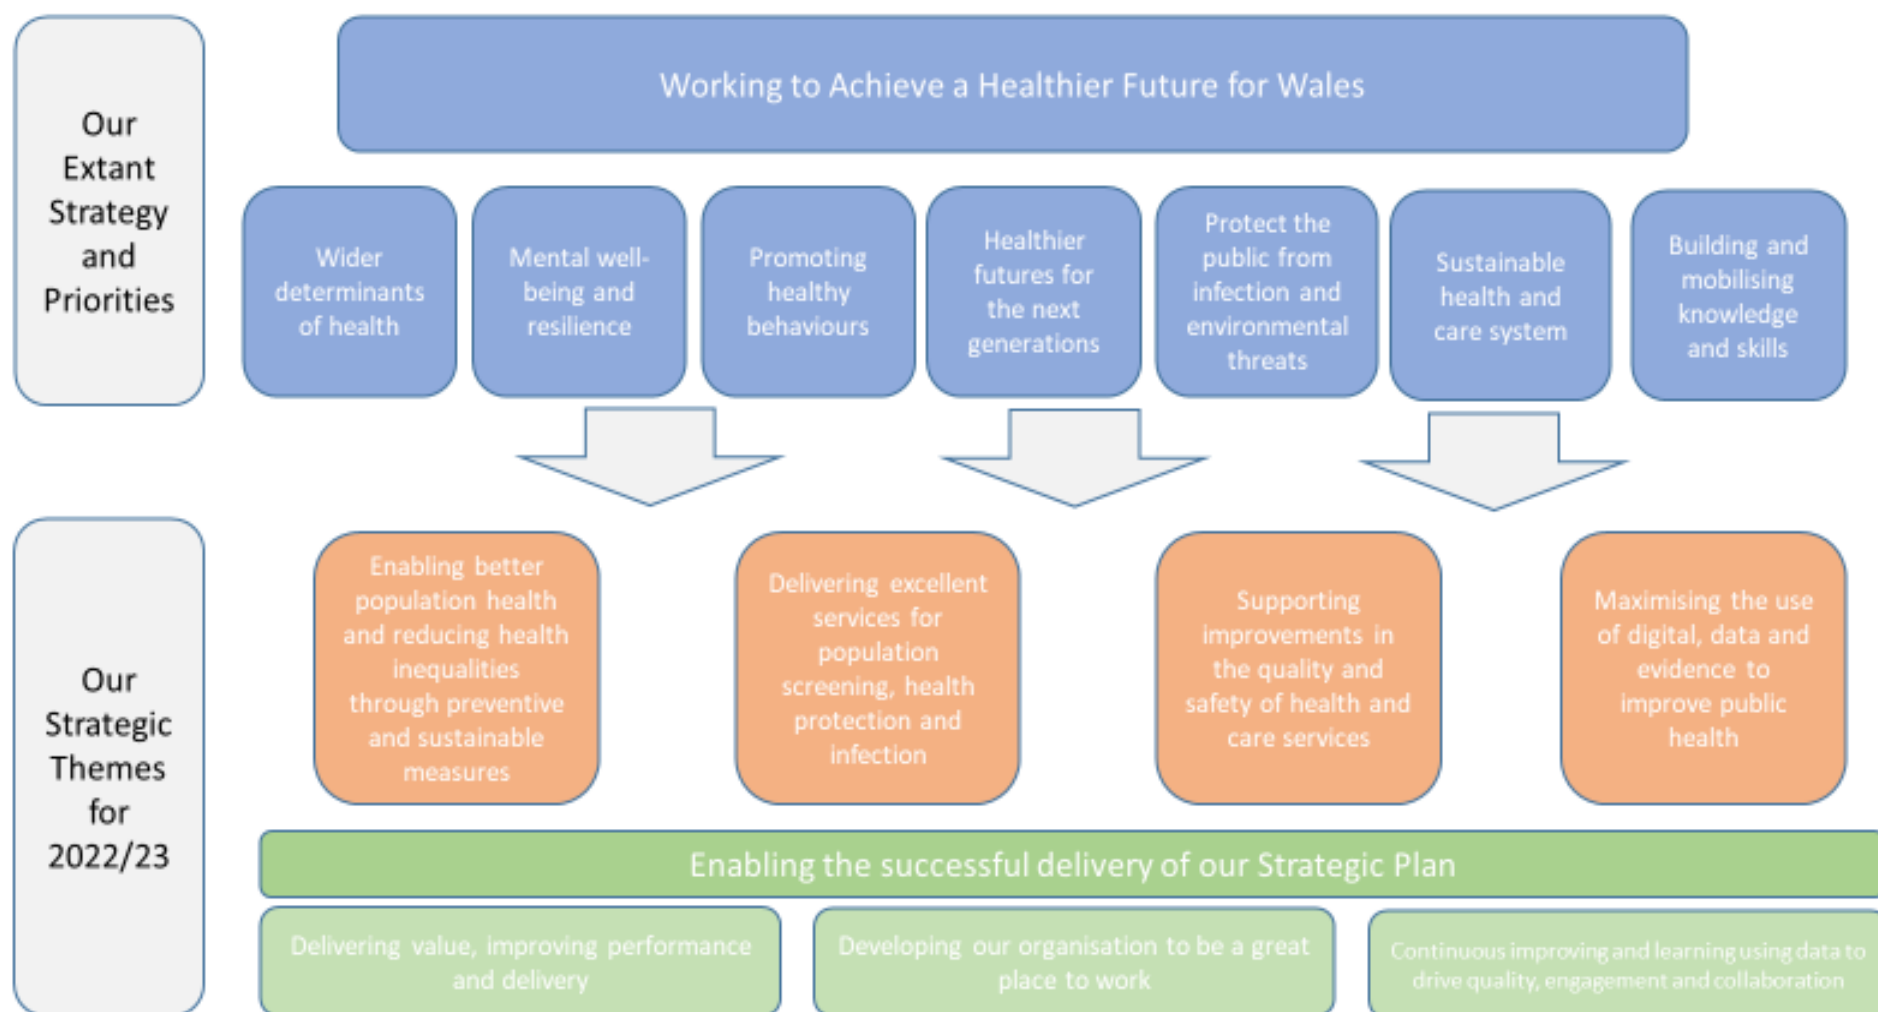 Our
Extant
Strategy
and
Priorities
Working to Achieve a Healthier Future for Wales
Wider
determinants
of health
Mental well-
being and
resilience
Promoting
healthy
behaviours
Healthier
futures for
the next
generations
Protect the
public from
infection and
environmental
threats
Sustainable
health and
care system
Building and
mobilising
knowledge
and skills
Our
Strategic
Themes
for
2022/23
Enabling better
population health
and reducing health
inequalities
through preventive
and sustainable
measures
Delivering excellent
services for
population
screening, health
protection and
infection
Supporting
improvements in
the quality and
safety of health and
care services
Maximising the use
of digital, data and
evidence to
improve public
health
Enabling the successful delivery of our Strategic Plan
Delivering value, improving performance
and delivery
Developing our organisation to be a great
place to work
Continuous improving and learning using data to
drive quality, engagement and collaboration